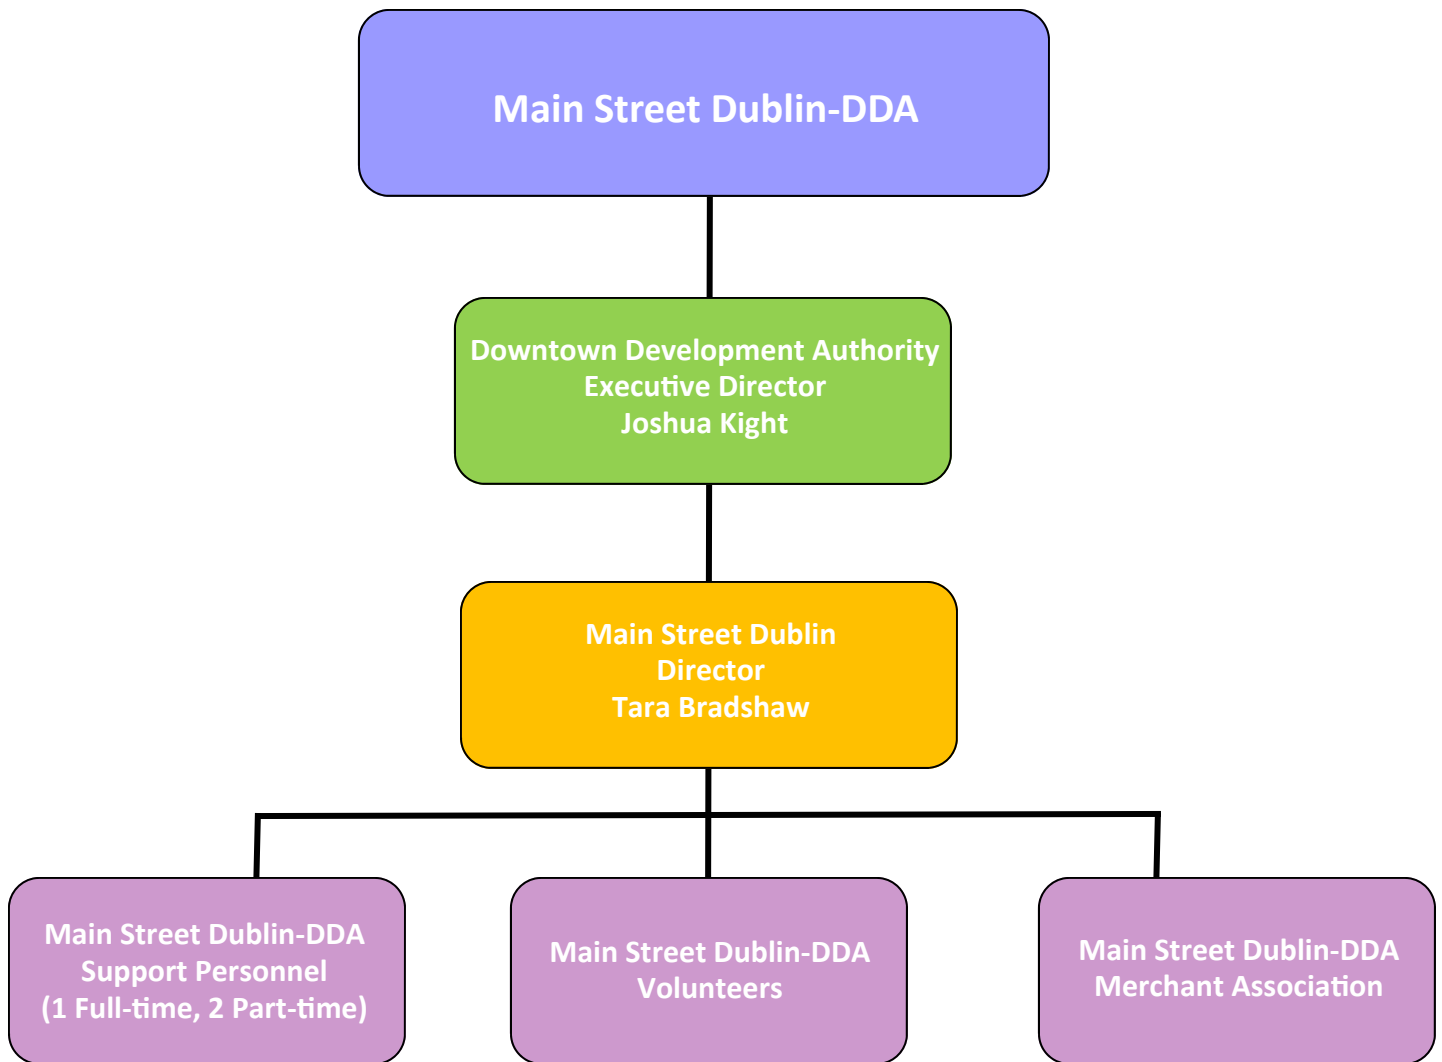 Main Street Dublin-DDA
Downtown Development Authority
Executive Director
Joshua Kight
Main Street Dublin
Director
Tara Bradshaw
Main Street Dublin-DDA
Support Personnel
(1 Full-time, 2 Part-time)
Main Street Dublin-DDA
Volunteers
Main Street Dublin-DDA
Merchant Association